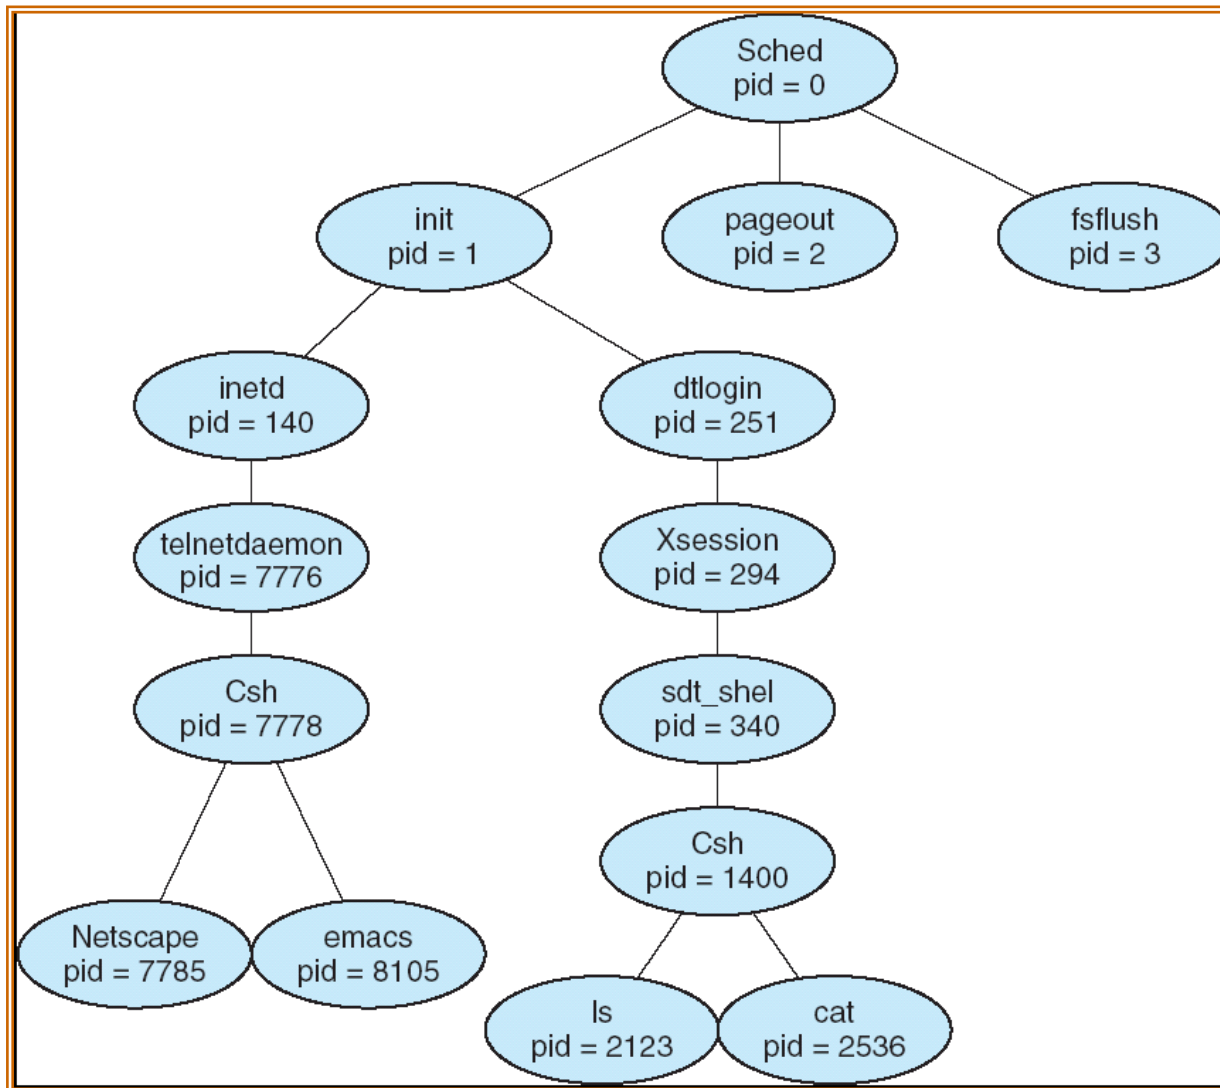 Sched
pid = 0
init
pid = 1
pageout
pid = 2
fsflush
pid = 3
inetd
pid = 140
dtlogin
pid = 251
telnetdaemon
pid = 7776
Xsession
pid = 294
Csh
pid = 7778
sdt_shel
pid = 340
Csh
pid = 1400
Netscape
pid = 7785
emacs
pid = 8105
ls
pid = 2123
cat
pid = 2536